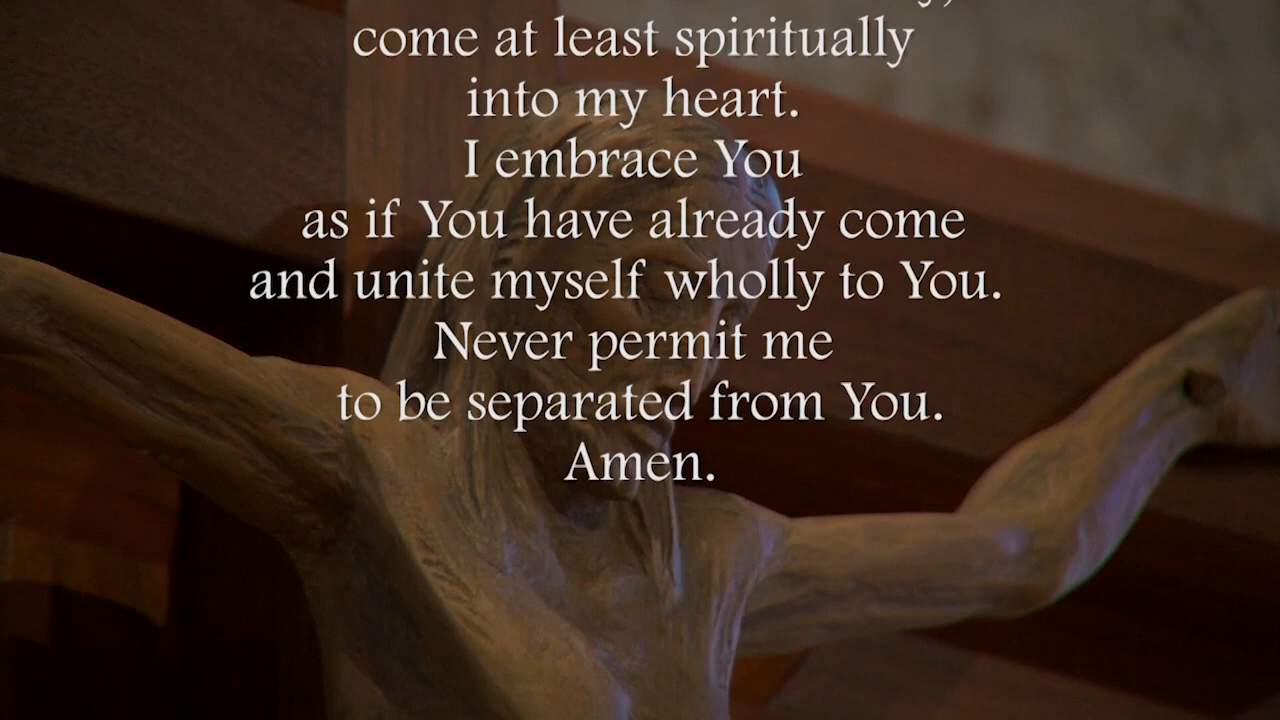 come at least spiritually
into my heart.
I embrace You
as if You have already come
and unite myself wholly to You.
Never permit me
to be separated from You.
Amen.